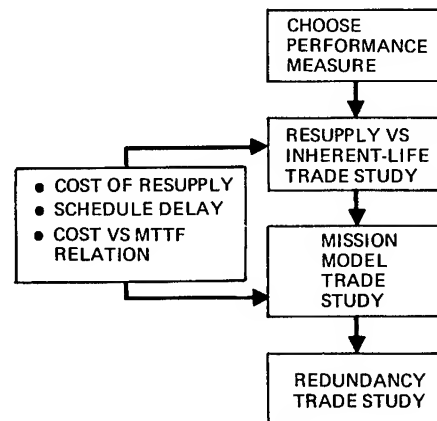 CHOOSE
PERFORMANCE
MEASURE
RESUPPLY VS
INHERENT-LIFE
TRADE STUDY
● COST OF RESUPPLY
● SCHEDULE DELAY
● COST VS MTTF
RELATION
MISSION
MODEL
TRADE
STUDY
REDUNDANCY
TRADE STUDY